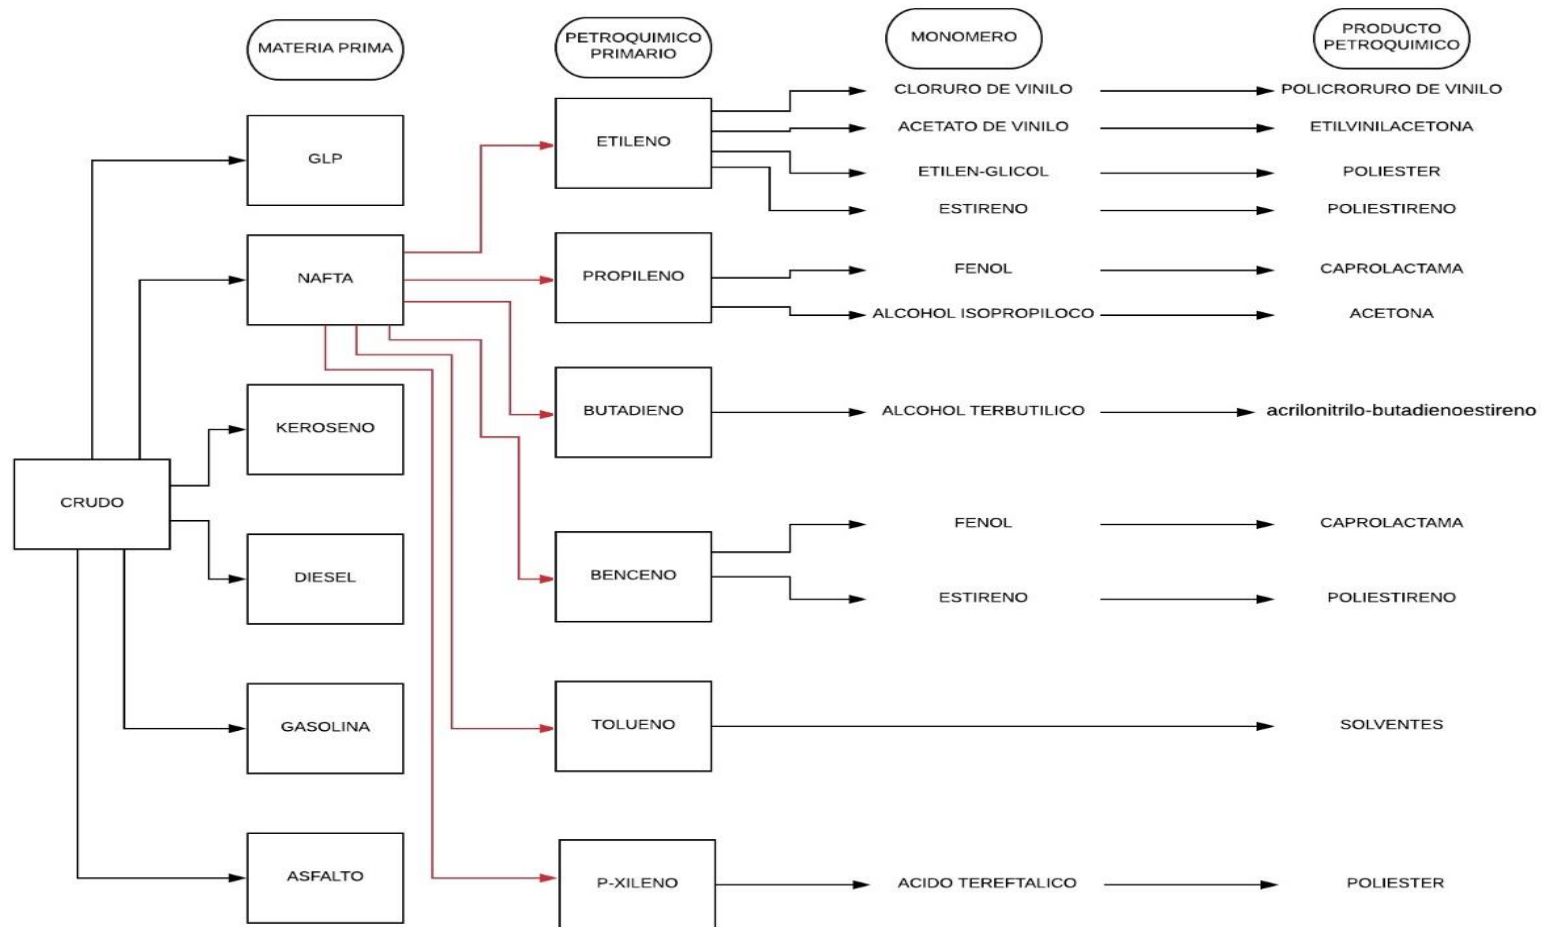 MATERIA PRIMA
PETROQUIMICO
PRIMARIO
MONOMERO
PRODUCTO
PETROQUIMICO
CLORURO DE VINILO
POLICRORURO DE VINILO
ETILENO
ACETATO DE VINILO
ETILVINILACETONA
GLP
ETILEN-GLICOL
POLIESTER
ESTIRENO
POLIESTIRENO
NAFTA
PROPILENO
FENOL
CAPROLACTAMA
ALCOHOL ISOPROPILOCO
ACETONA
KEROSENO
BUTADIENO
ALCOHOL TERBUTILICO
acrilonitrilo-butadienoestireno
CRUDO
DIESEL
BENCENO
FENOL
CAPROLACTAMA
ESTIRENO
POLIESTIRENO
GASOLINA
TOLUENO
SOLVENTES
ASFALTO
P-XILENO
ACIDO TEREFTALICO
POLIESTER